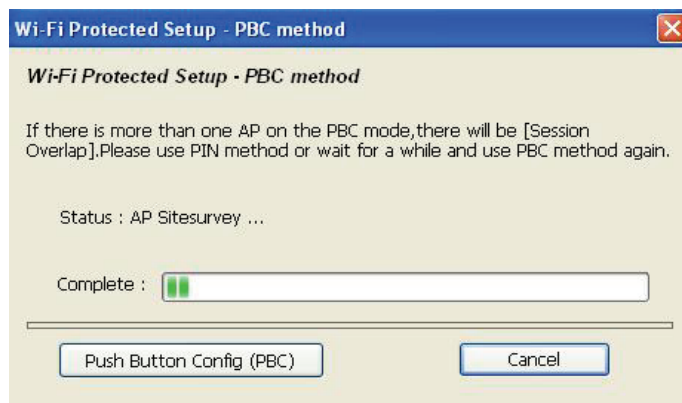 Wi-Fi Protected Setup - PBC method
Wi-Fi Protected Setup - PBC method
If there is more than one AP on the PBC mode,there will be [Session
Overlap].Please use PIN method or wait for a while and use PBC method again.
Status : AP Sitesurvey ...
Complete :
Push Button Config (PBC)
Cancel